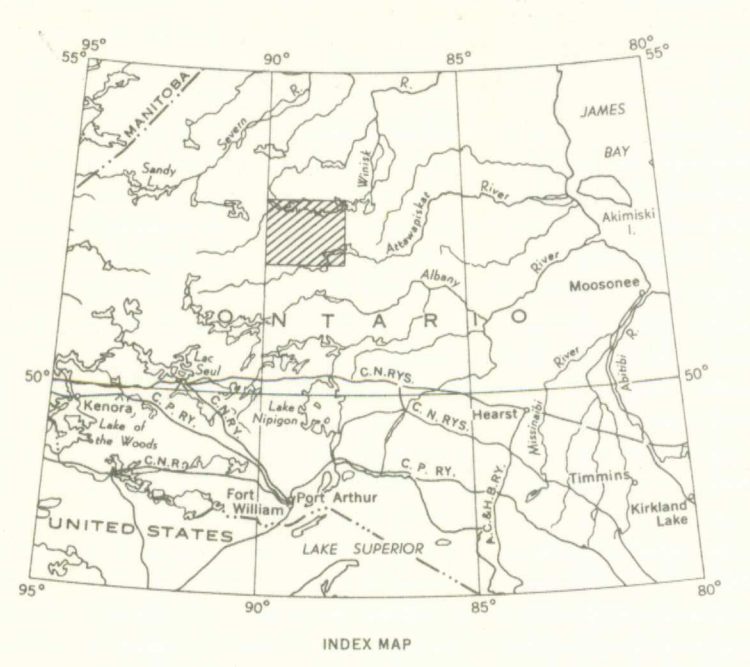 95°
90°
85°
80°
55°
55°
MANITOBA
Severn
R.
R.
JAMES
BAY
Sandy
L.
Winisk
Attawapiskat
River
Akimiski
I.
River
Albany
Moosonee
ONTARIO
Lac
Seul
River
Abitibi
R.
50°
50°
C.N.RYS.
C.N.RY.
C.P.RY.
Kenora
Lake of
the Woods
Lake
Nipigon
C.N.RYS.
Hearst
Missinaibi
C.N.R.
C.P.RY.
A.C.&H.B.RY.
Timmins
Fort
William
Port Arthur
Kirkland
Lake
UNITED STATES
LAKE SUPERIOR
95°
90°
85°
80°
INDEX MAP